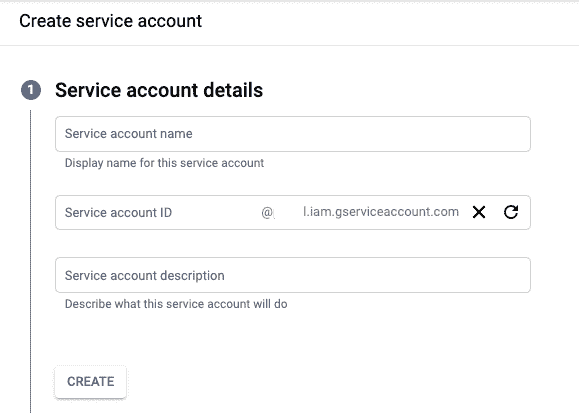 Create service account
1 Service account details
Service account name
Display name for this service account
Service account ID @ l.iam.gserviceaccount.com
Service account description
Describe what this service account will do
CREATE